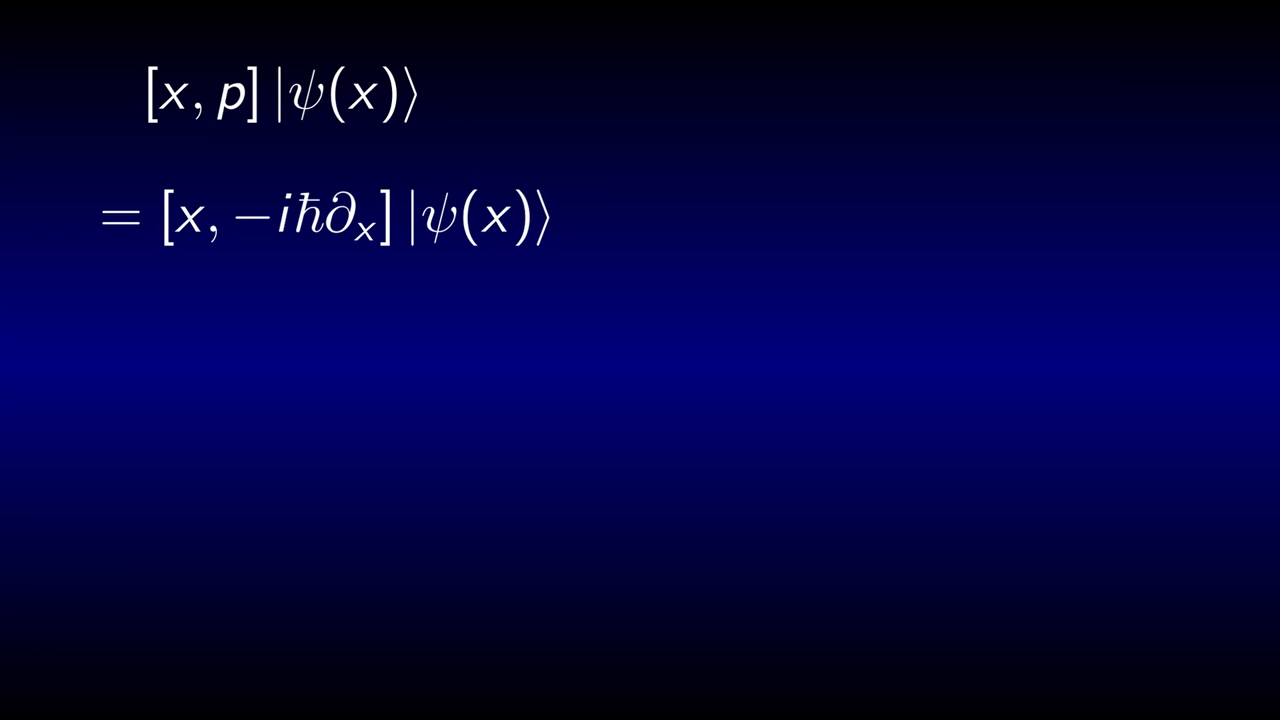 [x, p] |ψ(x)⟩
= [x, −iℏ∂ₓ] |ψ(x)⟩